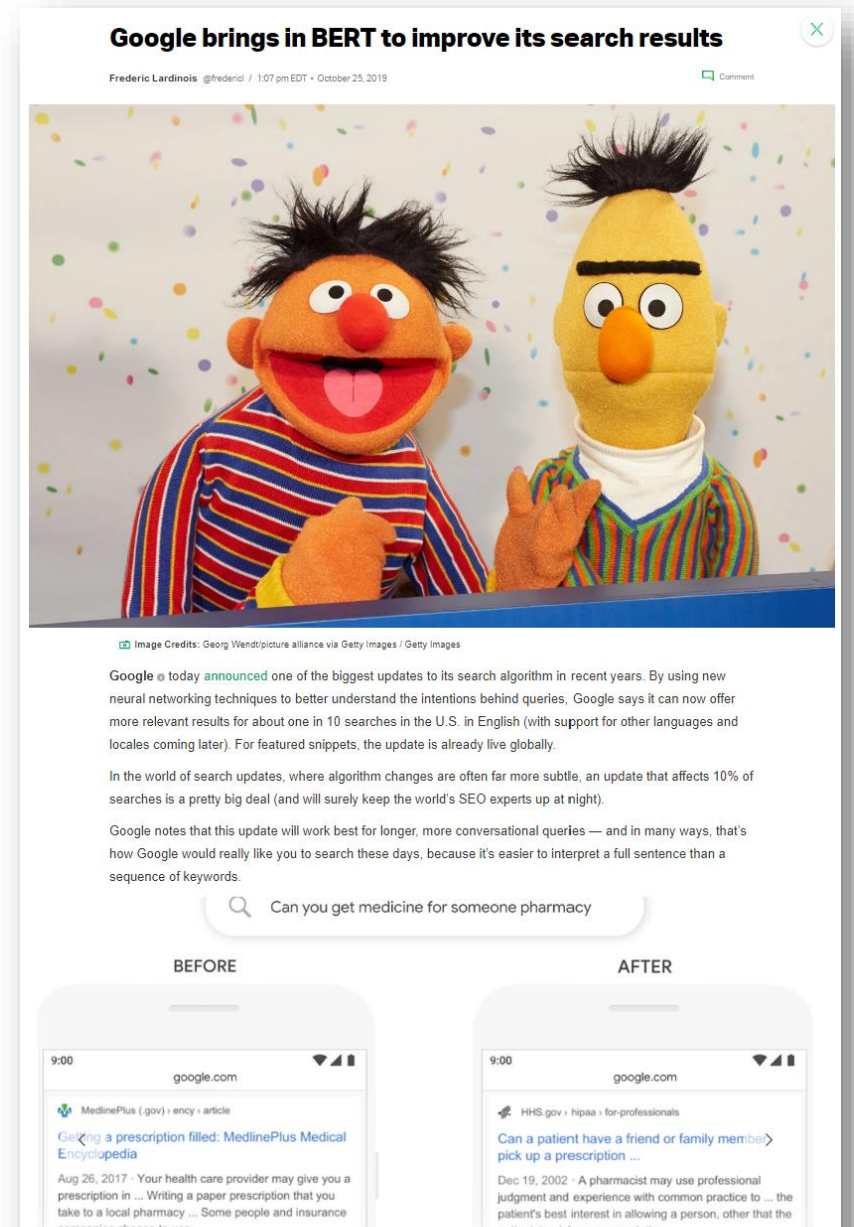 Google brings in BERT to improve its search results
Frederic Lardinois @fredericl / 1:07 pm EDT • October 25, 2019
Comment
Image Credits: Georg Wendt/picture alliance via Getty Images / Getty Images
Google today announced one of the biggest updates to its search algorithm in recent years. By using new
neural networking techniques to better understand the intentions behind queries, Google says it can now offer
more relevant results for about one in 10 searches in the U.S. in English (with support for other languages and
locales coming later). For featured snippets, the update is already live globally.
In the world of search updates, where algorithm changes are often far more subtle, an update that affects 10% of
searches is a pretty big deal (and will surely keep the world's SEO experts up at night).
Google notes that this update will work best for longer, more conversational queries — and in many ways, that's
how Google would really like you to search these days, because it's easier to interpret a full sentence than a
sequence of keywords.
Can you get medicine for someone pharmacy
BEFORE
9:00
google.com
MedlinePlus (.gov) › ency › article
Getting a prescription filled: MedlinePlus Medical
Encyclopedia
Aug 26, 2017 · Your health care provider may give you a
prescription in ... Writing a paper prescription that you
take to a local pharmacy ... Some people and insurance
AFTER
9:00
google.com
HHS.gov › hipaa › for-professionals
Can a patient have a friend or family member
pick up a prescription ...
Dec 19, 2002 · A pharmacist may use professional
judgment and experience with common practice to ... the
patient's best interest in allowing a person, other that the